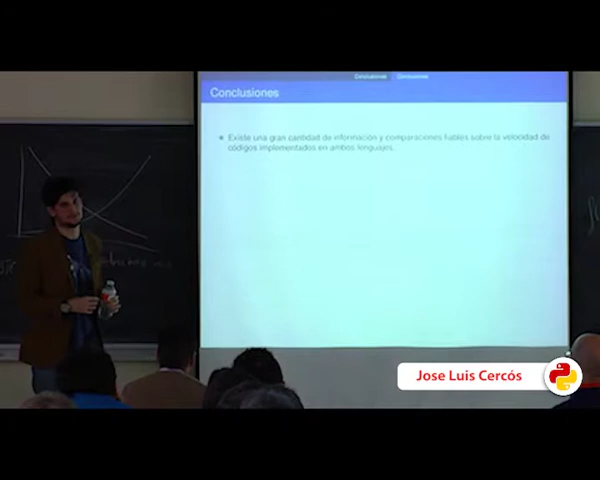 Conclusiones Conclusiones
Conclusiones
Existe una gran cantidad de información y comparaciones fiables sobre la velocidad de
códigos implementados en ambos lenguajes.
Jose Luis Cercós